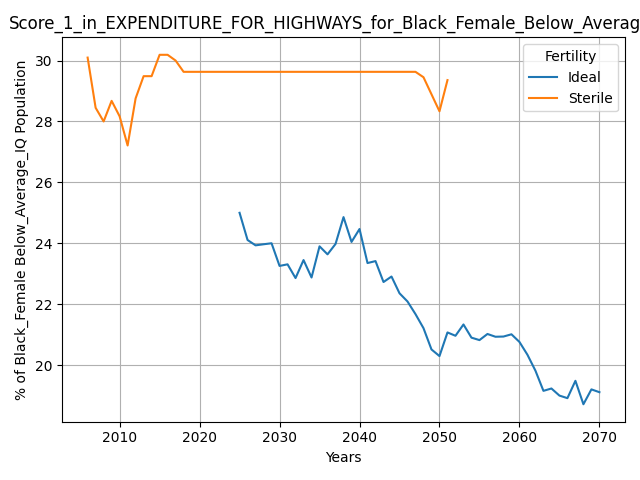 Score_1_in_EXPENDITURE_FOR_HIGHWAYS_for_Black_Female_Below_Averag
% of Black_Female Below_Average_IQ Population
30
28
26
24
22
20
Fertility
Ideal
Sterile
2010
2020
2030
2040
2050
2060
2070
Years